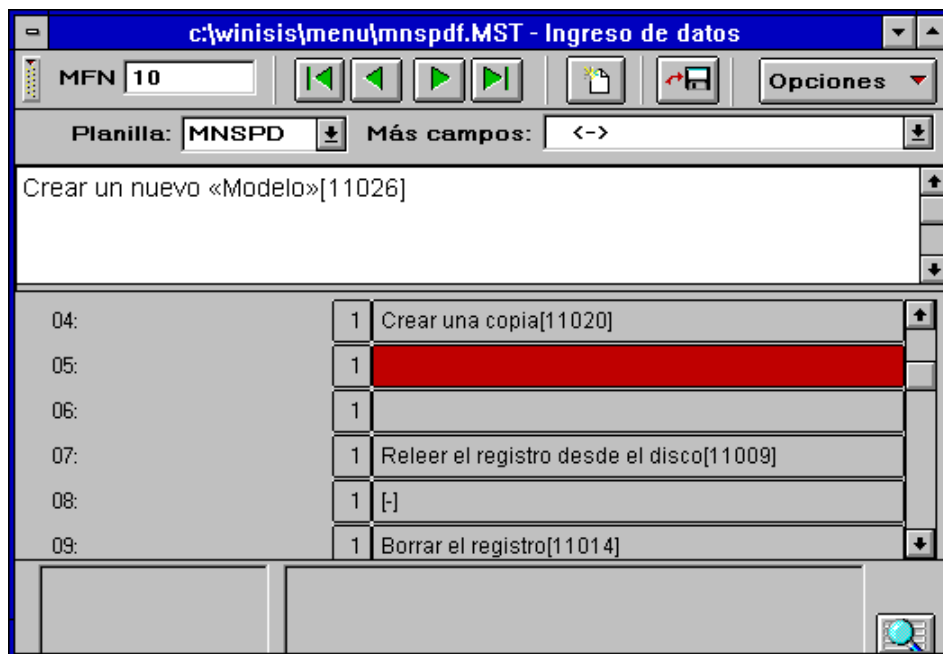 c:\winisis\menu\mnspdf.MST - Ingreso de datos
MFN 10
Opciones
Planilla: MNSPD Más campos: <->
Crear un nuevo «Modelo»[11026]
04: 1 Crear una copia[11020]
05: 1
06: 1
07: 1 Releer el registro desde el disco[11009]
08: 1 [-]
09: 1 Borrar el registro[11014]